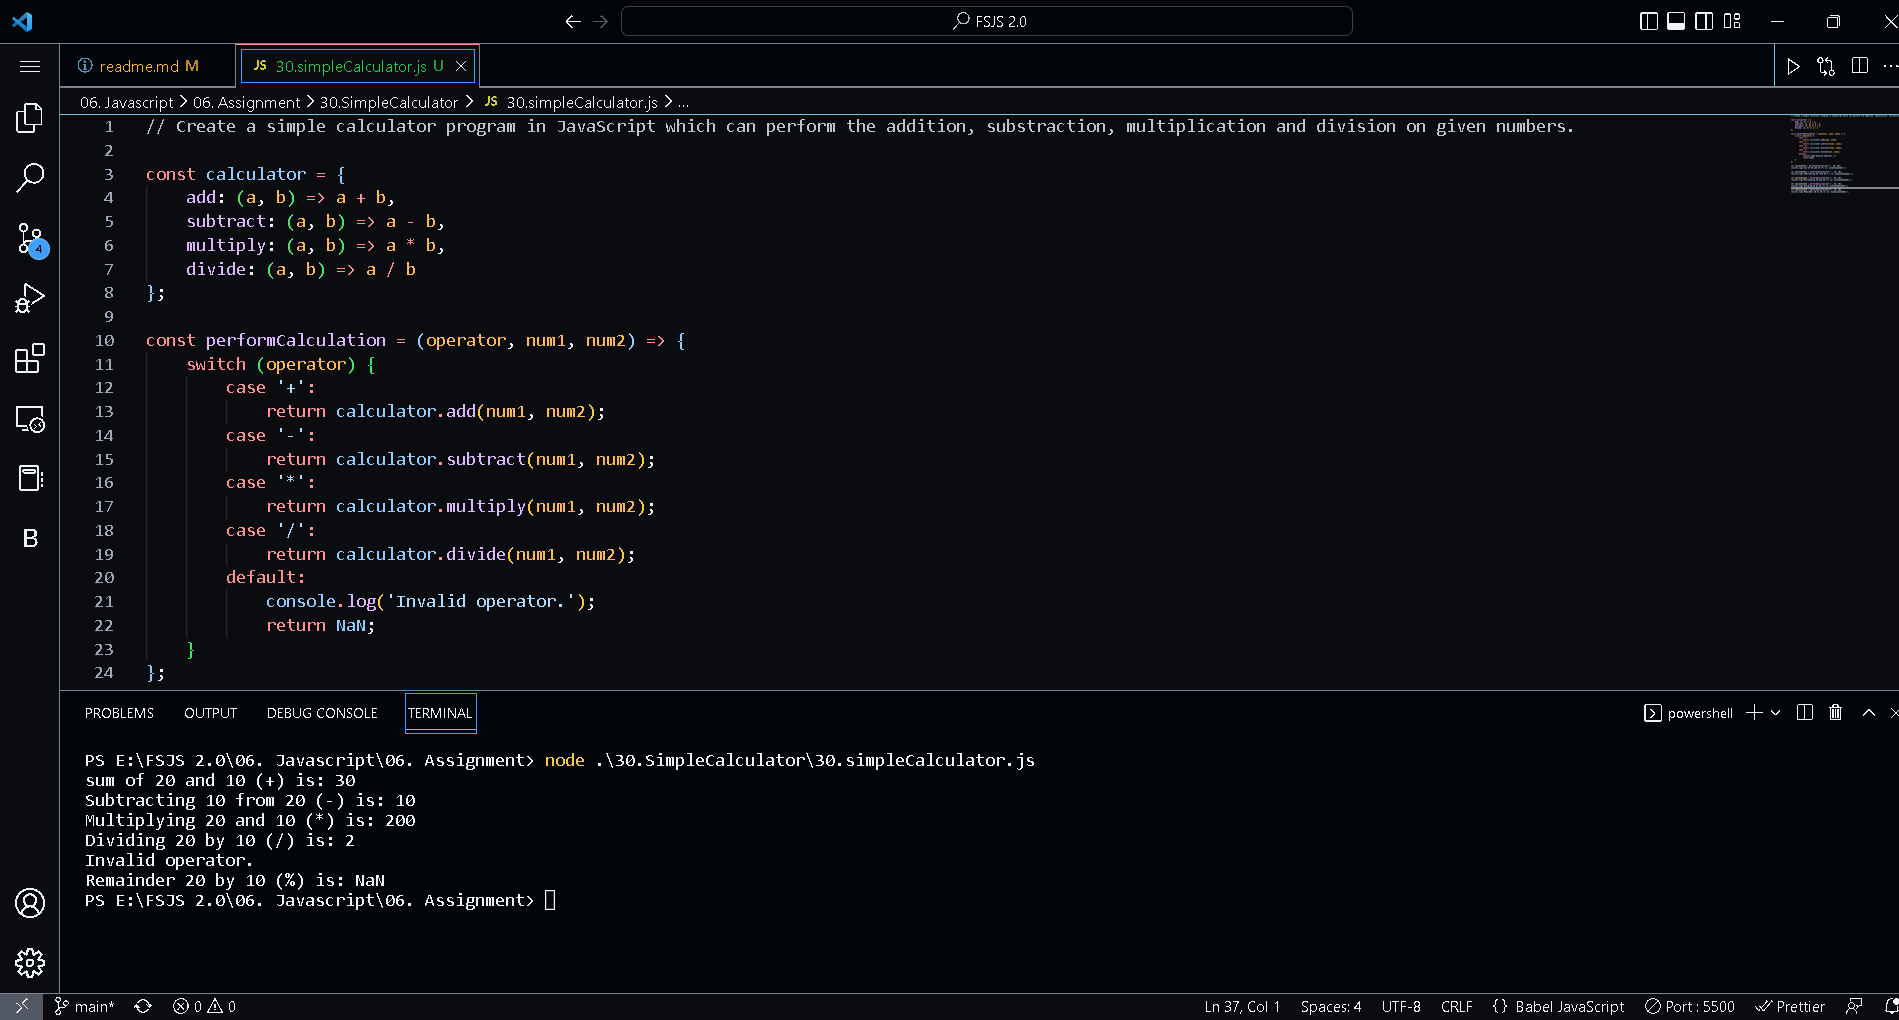 FSJS 2.0
readme.md M
JS 30.simpleCalculator.js U
06. Javascript > 06. Assignment > 30.SimpleCalculator > JS 30.simpleCalculator.js > ...
1 // Create a simple calculator program in JavaScript which can perform the addition, substraction, multiplication and division on given numbers.
2
3 const calculator = {
4 add: (a, b) => a + b,
5 subtract: (a, b) => a - b,
6 multiply: (a, b) => a * b,
7 divide: (a, b) => a / b
8 };
9
10 const performCalculation = (operator, num1, num2) => {
11 switch (operator) {
12 case '+':
13 return calculator.add(num1, num2);
14 case '-':
15 return calculator.subtract(num1, num2);
16 case '*':
17 return calculator.multiply(num1, num2);
18 case '/':
19 return calculator.divide(num1, num2);
20 default:
21 console.log('Invalid operator.');
22 return NaN;
23 }
24 };
4
B
PROBLEMS OUTPUT DEBUG CONSOLE TERMINAL
powershell
PS E:\FSJS 2.0\06. Javascript\06. Assignment> node .\30.SimpleCalculator\30.simpleCalculator.js
sum of 20 and 10 (+) is: 30
Subtracting 10 from 20 (-) is: 10
Multiplying 20 and 10 (*) is: 200
Dividing 20 by 10 (/) is: 2
Invalid operator.
Remainder 20 by 10 (%) is: NaN
PS E:\FSJS 2.0\06. Javascript\06. Assignment>
main* 0 0 Ln 37, Col 1 Spaces: 4 UTF-8 CRLF {} Babel JavaScript Port : 5500 Prettier